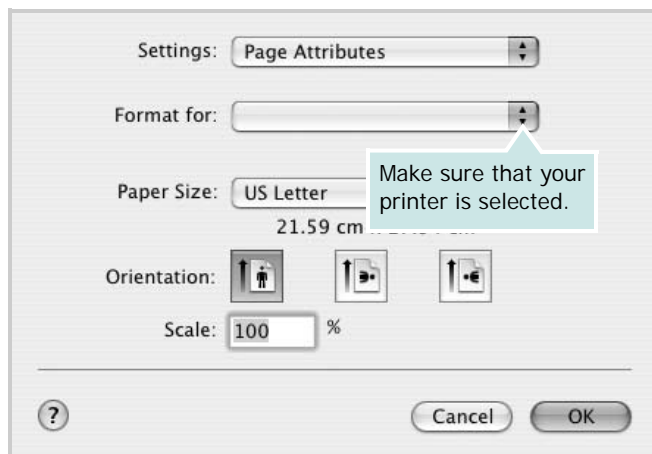 Settings: Page Attributes
Format for:
Make sure that your
printer is selected.
Paper Size: US Letter
21.59 cm
Orientation:
Scale: 100 %
? Cancel OK